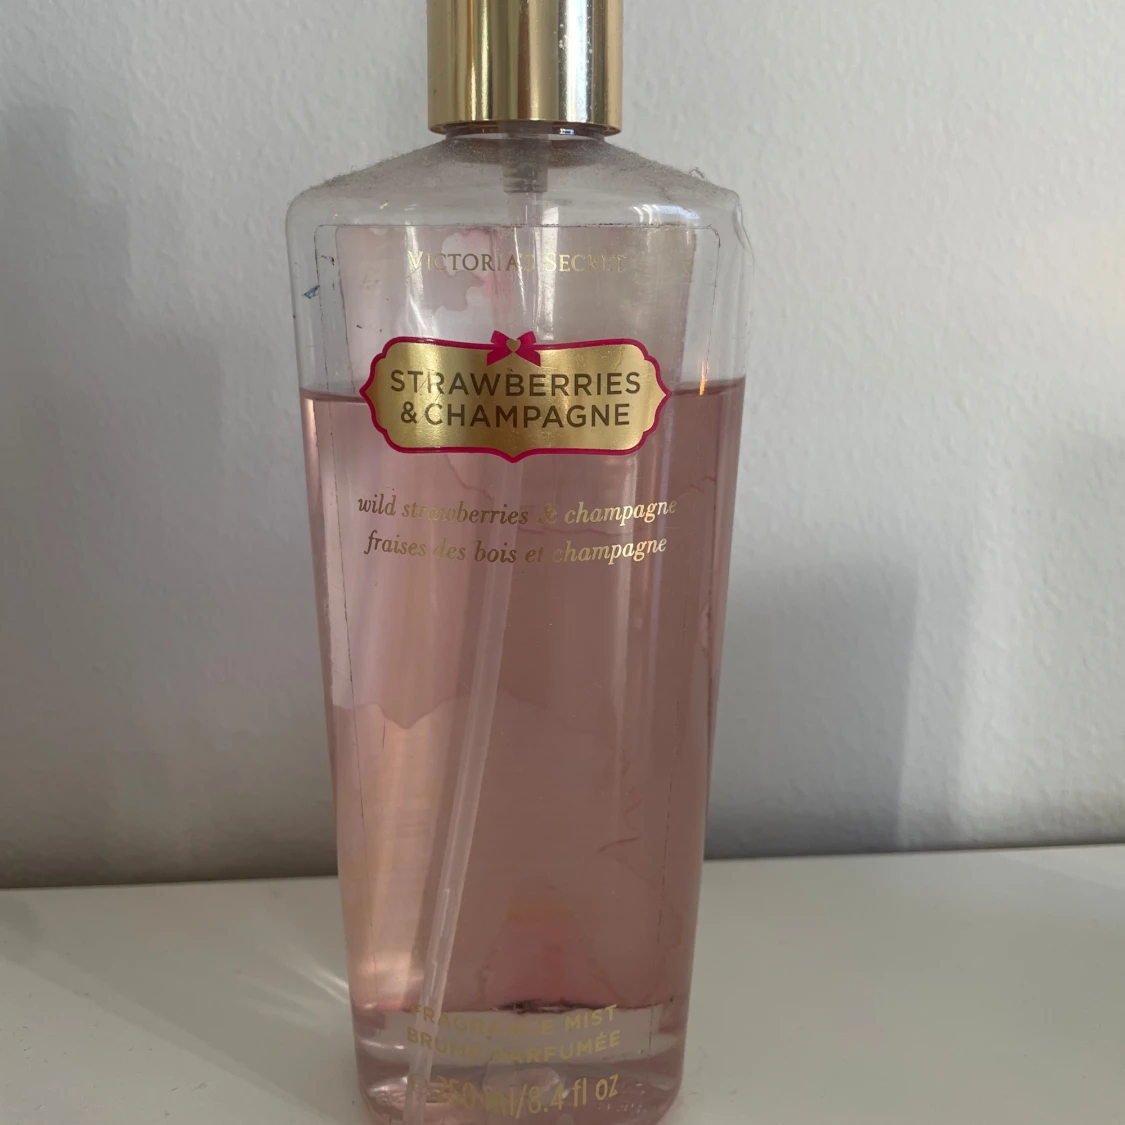 VICTORIA'S SECRET
STRAWBERRIES
& CHAMPAGNE
wild strawberries & champagne
fraises des bois et champagne
FRAGRANCE MIST
BRUME PARFUMÉE
250 ml/8.4 fl oz